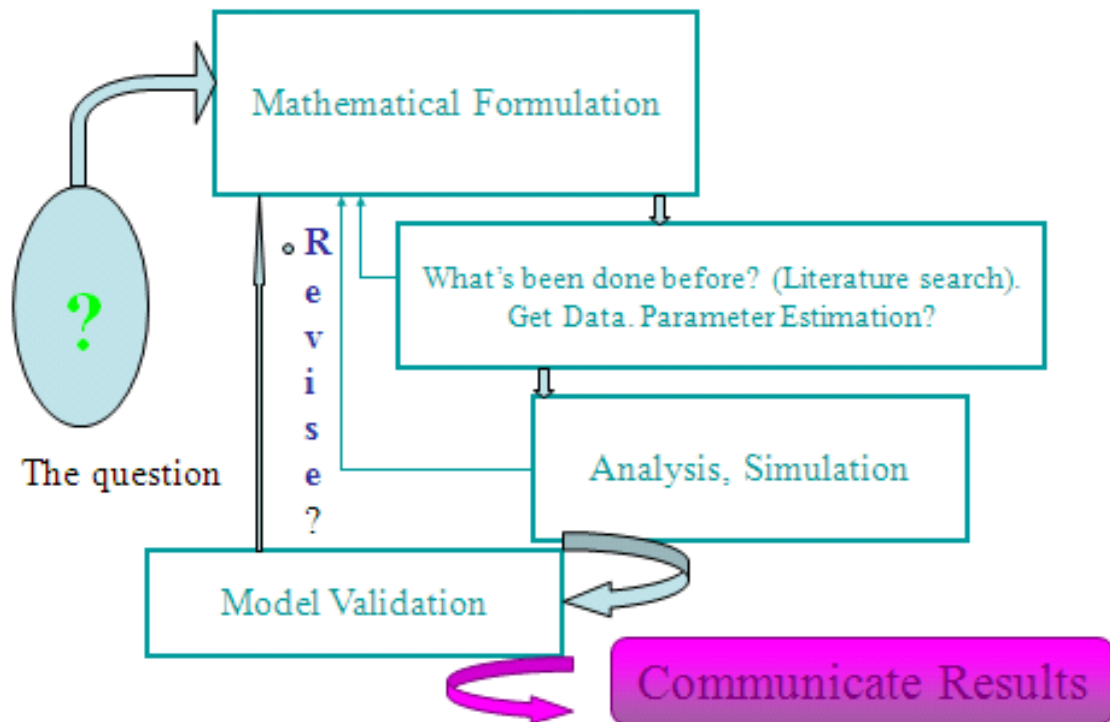 Mathematical Formulation
?
The question
• Revise?
What's been done before? (Literature search).
Get Data. Parameter Estimation?
Analysis, Simulation
Model Validation
Communicate Results